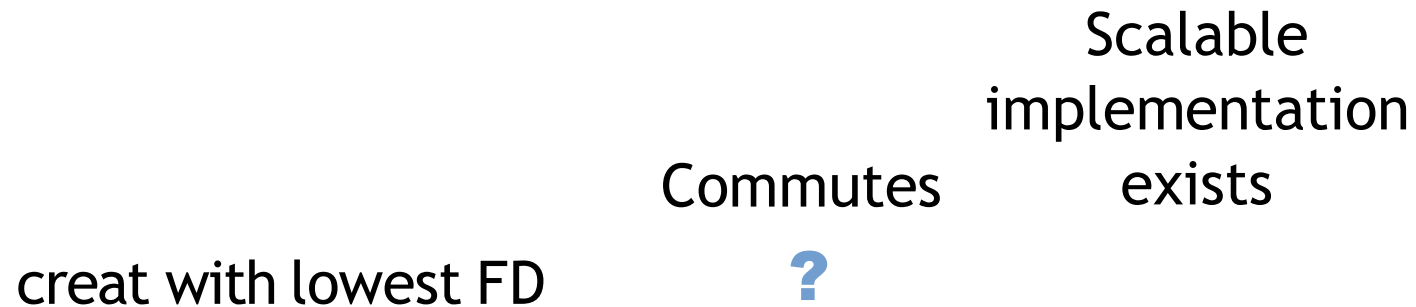 Scalable
implementation
exists
Commutes
creat with lowest FD ?